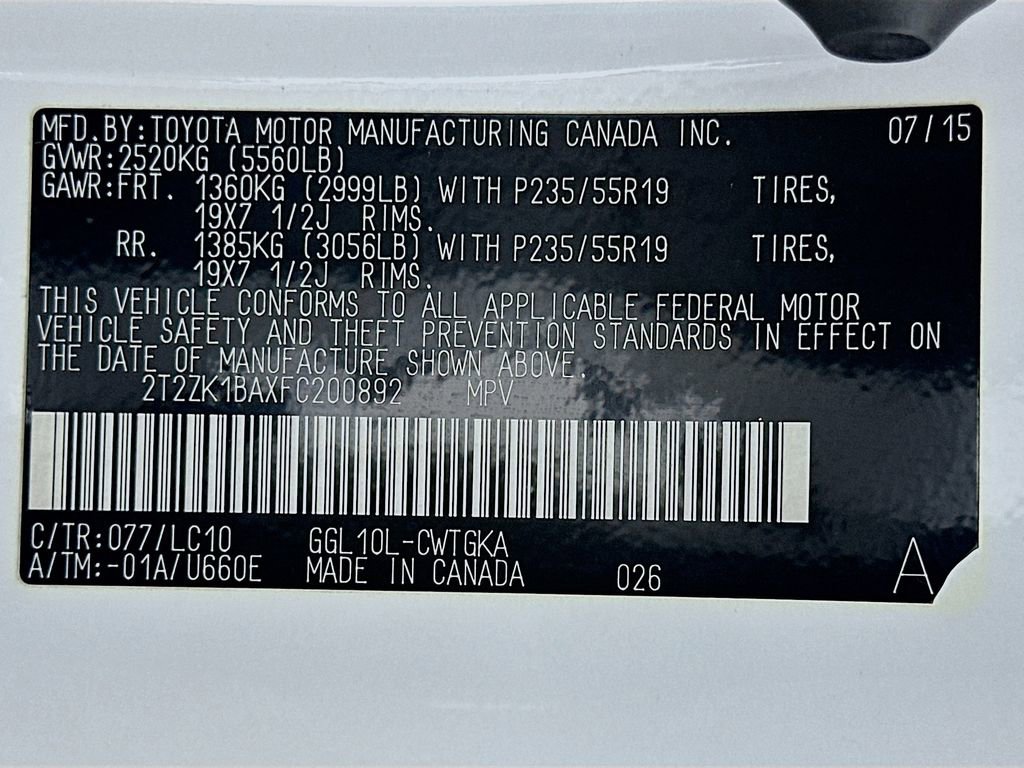 MFD.BY:TOYOTA MOTOR MANUFACTURING CANADA INC. 07/15
GVWR:2520KG (5560LB)
GAWR:FRT. 1360KG (2999LB) WITH P235/55R19 TIRES,
19X7 1/2J RIMS.
RR. 1385KG (3056LB) WITH P235/55R19 TIRES,
19X7 1/2J RIMS.
THIS VEHICLE CONFORMS TO ALL APPLICABLE FEDERAL MOTOR
VEHICLE SAFETY AND THEFT PREVENTION STANDARDS IN EFFECT ON
THE DATE OF MANUFACTURE SHOWN ABOVE.
2T2ZK1BAXFC200892 MPV
C/TR:077/LC10 GGL10L-CWTGKA
A/TM:-01A/U660E MADE IN CANADA 026 A